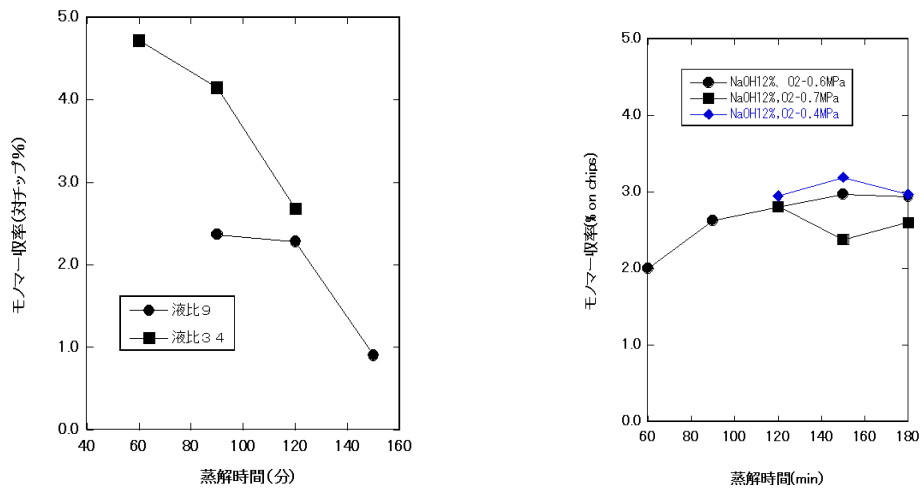 5.0
4.0
3.0
2.0
1.0
0.0
モノマー収率(対チップ%)
液比9
液比34
40 60 80 100 120 140 160
蒸解時間(分)
5.0
4.0
3.0
2.0
1.0
0.0
モノマー収率(% on chips)
NaOH12%、O2-0.6MPa
NaOH12%,O2-0.7MPa
NaOH12%,O2-0.4MPa
60 80 100 120 140 160 180
蒸解時間(min)